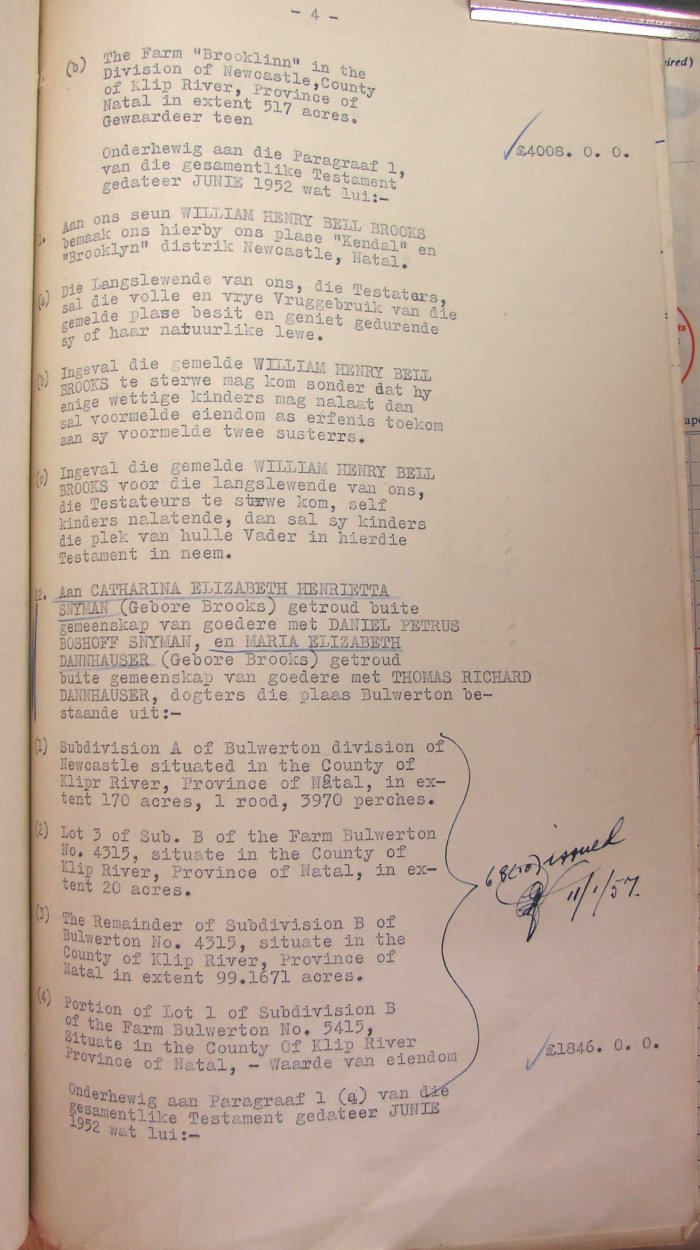 - 4 -
(b) The Farm "Brooklinn" in the
Division of Newcastle,County
of Klip River, Province of
Natal in extent 517 acres.
Gewaardeer teen
£4008. 0. 0.
Onderhewig aan die Paragraaf 1,
van die gesamentlike Testament
gedateer JUNIE 1952 wat lui:-
Aan ons seun WILLIAM HENRY BELL BROOKS
bemaak ons hierby ons plase "Kendal" en
"Brooklyn" distrik Newcastle, Natal.
(a) Die Langslewende van ons, die Testators,
sal die volle en vrye Vruggebruik van die
gemelde plase besit en geniet gedurende
sy of haar natuurlike lewe.
(b) Ingeval die gemelde WILLIAM HENRY BELL
BROOKS te sterwe mag kom sonder dat hy
enige wettige kinders mag nalaat dan
sal voormelde eiendom as erfenis toekom
aan sy voormelde twee susterrs.
(c) Ingeval die gemelde WILLIAM HENRY BELL
BROOKS voor die langslewende van ons,
die Testateurs te sterwe kom, self
kinders nalatende, dan sal sy kinders
die plek van hulle Vader in hierdie
Testament in neem.
2. Aan CATHARINA ELIZABETH HENRIETTA
SNYMAN (Gebore Brooks) getroud buite
gemeenskap van goedere met DANIEL PETRUS
BOSHOFF SNYMAN, en MARIA ELIZABETH
DANNHAUSER (Gebore Brooks) getroud
buite gemeenskap van goedere met THOMAS RICHARD
DANNHAUSER, dogters die plaas Bulwerton be-
staande uit:-
(1) Subdivision A of Bulwerton division of
Newcastle situated in the County of
Klipr River, Province of Natal, in ex-
tent 170 acres, 1 rood, 3970 perches.
(2) Lot 3 of Sub. B of the Farm Bulwerton
No. 4315, situate in the County of
Klip River, Province of Natal, in ex-
tent 20 acres.
issued
11/1/57.
(3) The Remainder of Subdivision B of
Bulwerton No. 4315, situate in the
County of Klip River, Province of
Natal in extent 99.1671 acres.
(4) Portion of Lot 1 of Subdivision B
of the Farm Bulwerton No. 5415,
Situate in the County Of Klip River
Province of Natal, - Waarde van eiendom
£1846. 0. 0.
Onderhewig aan Paragraaf 1 (a) van die
gesamentlike Testament gedateer JUNIE
1952 wat lui:-